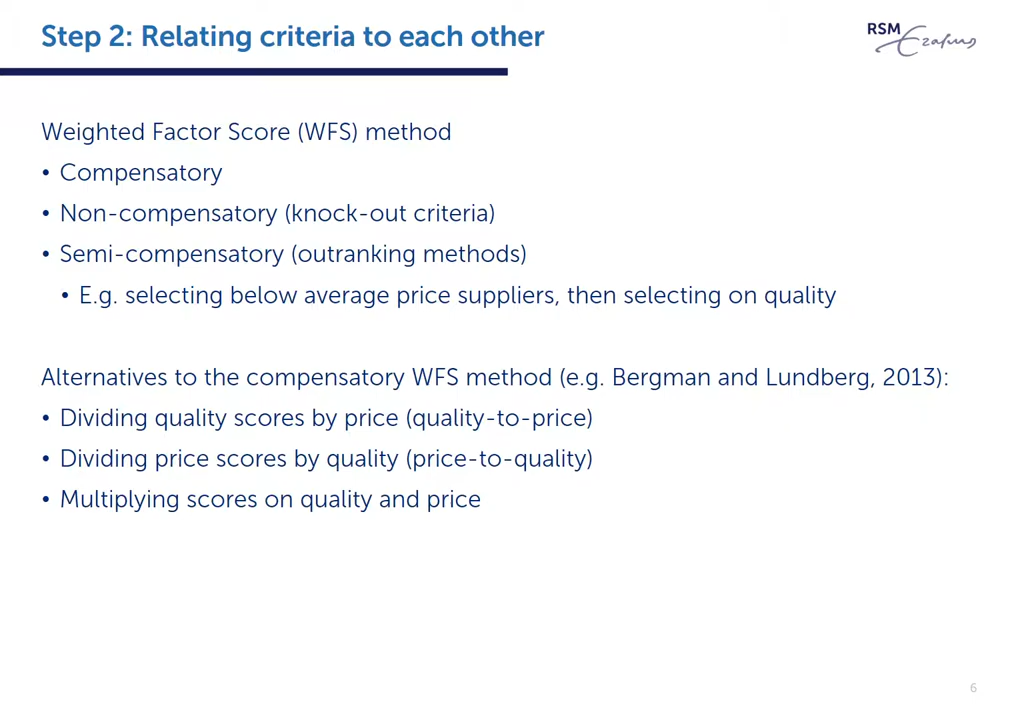 Step 2: Relating criteria to each other
RSM
Erasmus
Weighted Factor Score (WFS) method
• Compensatory
• Non-compensatory (knock-out criteria)
• Semi-compensatory (outranking methods)
• E.g. selecting below average price suppliers, then selecting on quality
Alternatives to the compensatory WFS method (e.g. Bergman and Lundberg, 2013):
• Dividing quality scores by price (quality-to-price)
• Dividing price scores by quality (price-to-quality)
• Multiplying scores on quality and price
6